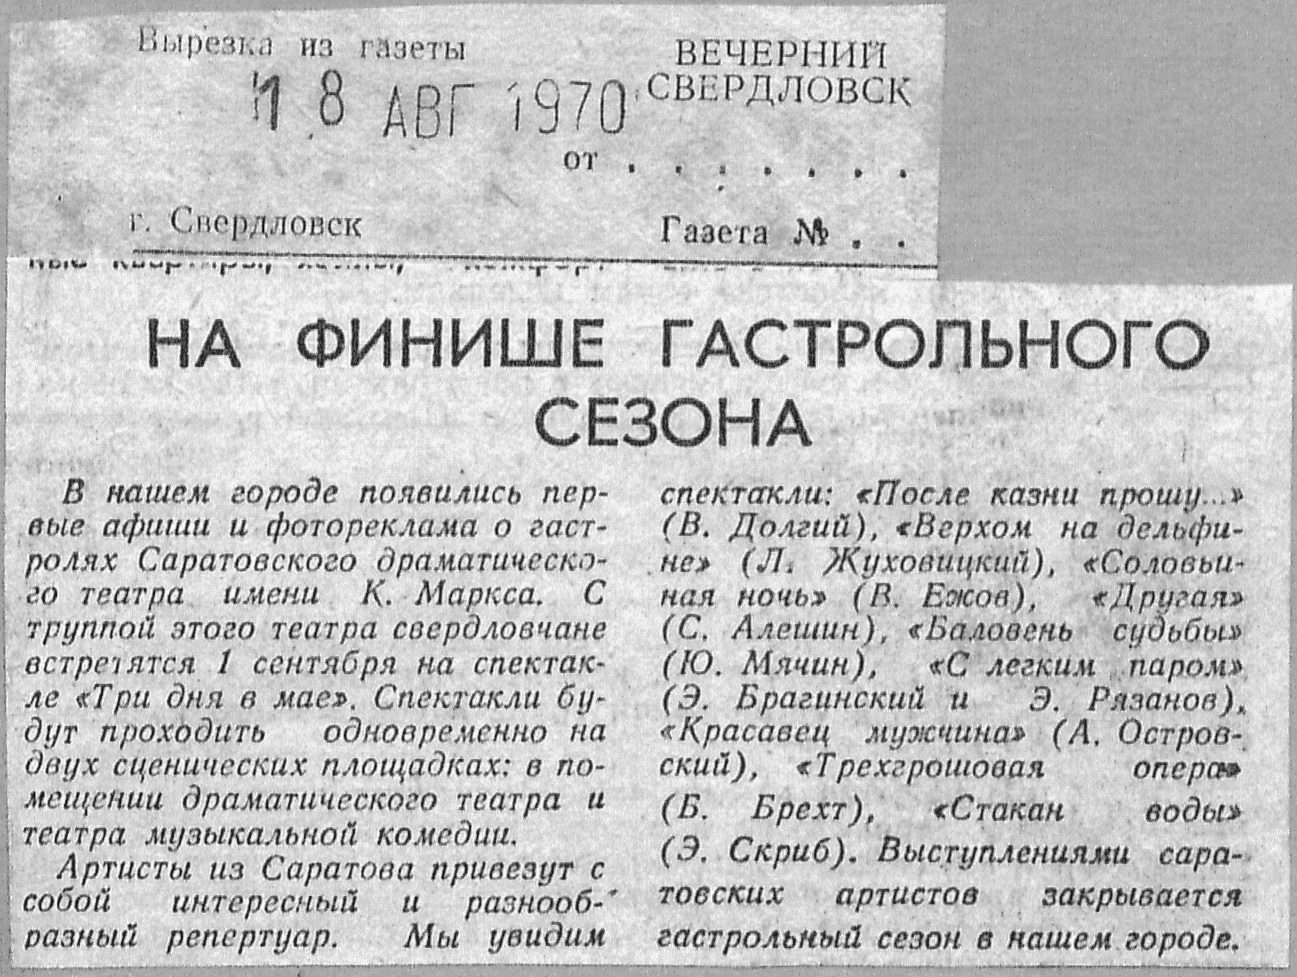 Вырезка из газеты
ВЕЧЕРНИЙ
СВЕРДЛОВСК
18 АВГ 1970
от . . . . . . .
г. Свердловск
Газета № . .
НА ФИНИШЕ ГАСТРОЛЬНОГО
СЕЗОНА
В нашем городе появились пер-
вые афиши и фотореклама о гаст-
ролях Саратовского драматическо-
го театра имени К. Маркса. С
труппой этого театра свердловчане
встретятся 1 сентября на спектак-
ле «Три дня в мае». Спектакли бу-
дут проходить одновременно на
двух сценических площадках: в по-
мещении драматического театра и
театра музыкальной комедии.
Артисты из Саратова привезут с
собой интересный и разнооб-
разный репертуар. Мы увидим
спектакли: «После казни прошу...»
(В. Долгий), «Верхом на дельфи-
не» (Л. Жуховицкий), «Соловьи-
ная ночь» (В. Ежов), «Другая»
(С. Алешин), «Баловень судьбы»
(Ю. Мячин), «С легким паром»
(Э. Брагинский и Э. Рязанов),
«Красавец мужчина» (А. Остров-
ский), «Трехгрошовая опера»
(Б. Брехт), «Стакан воды»
(Э. Скриб). Выступлениями сара-
товских артистов закрывается
гастрольный сезон в нашем городе.